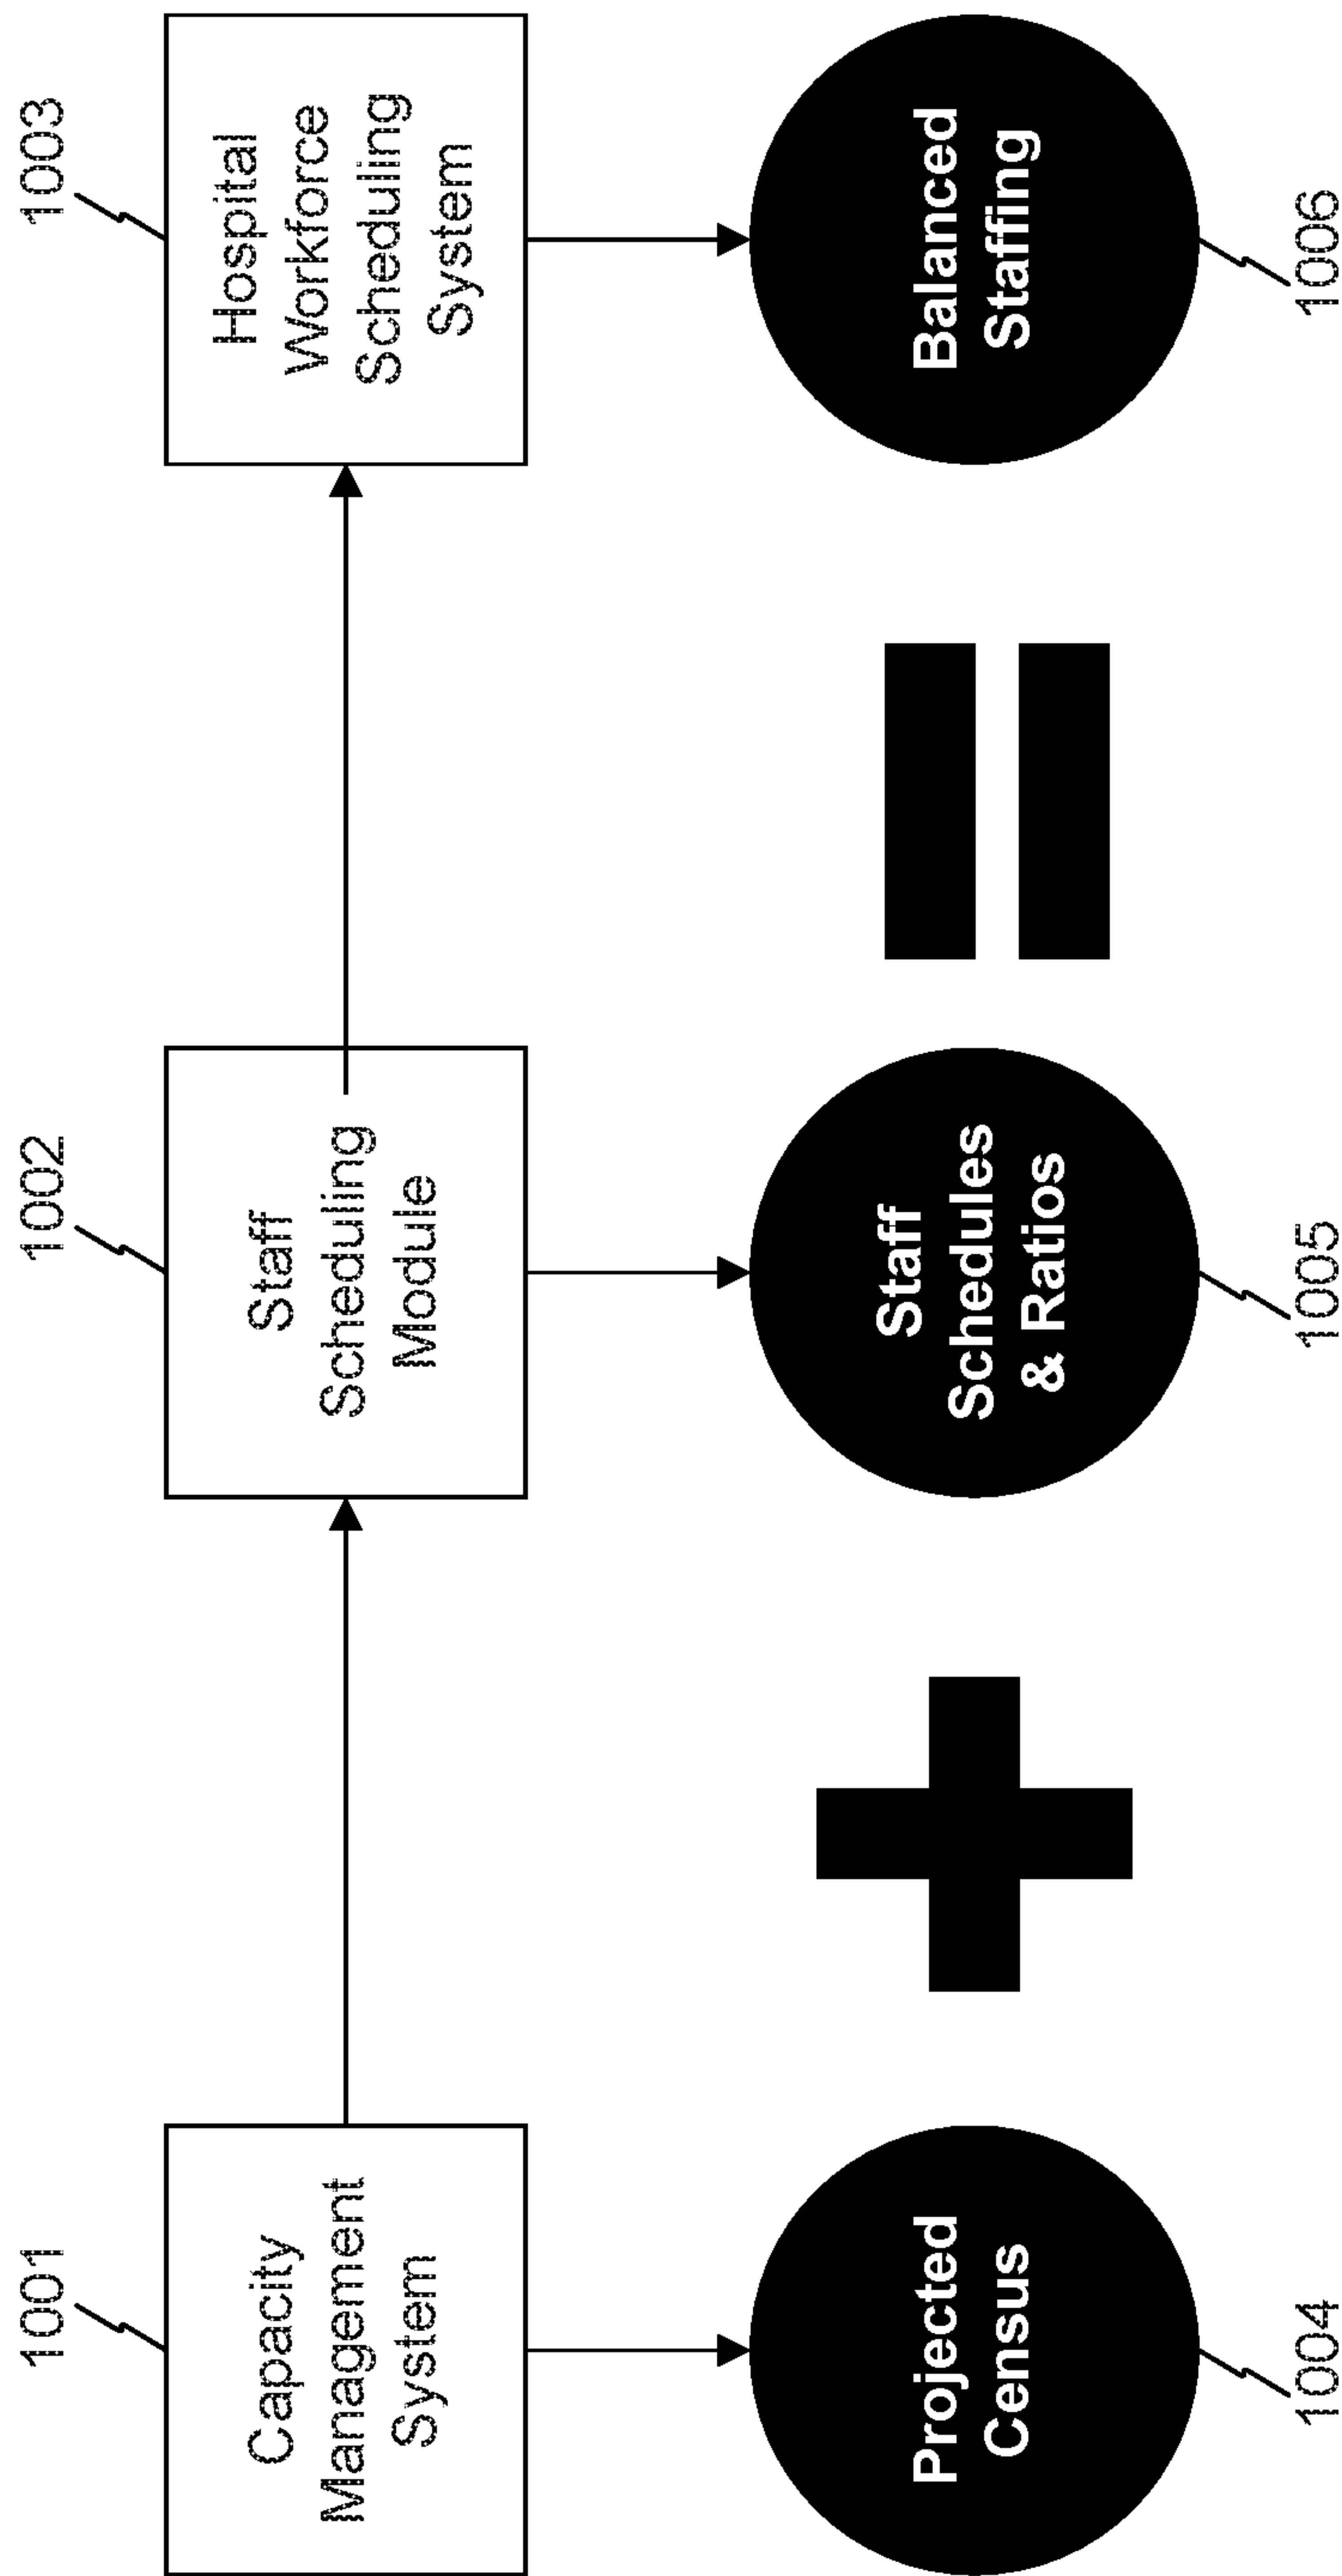 1001
1002
1003
Capacity
Management
System
Staff
Scheduling
Module
Hospital
Workforce
Scheduling
System
Projected
Census
Staff
Schedules
& Ratios
Balanced
Staffing
1004
1005
1006